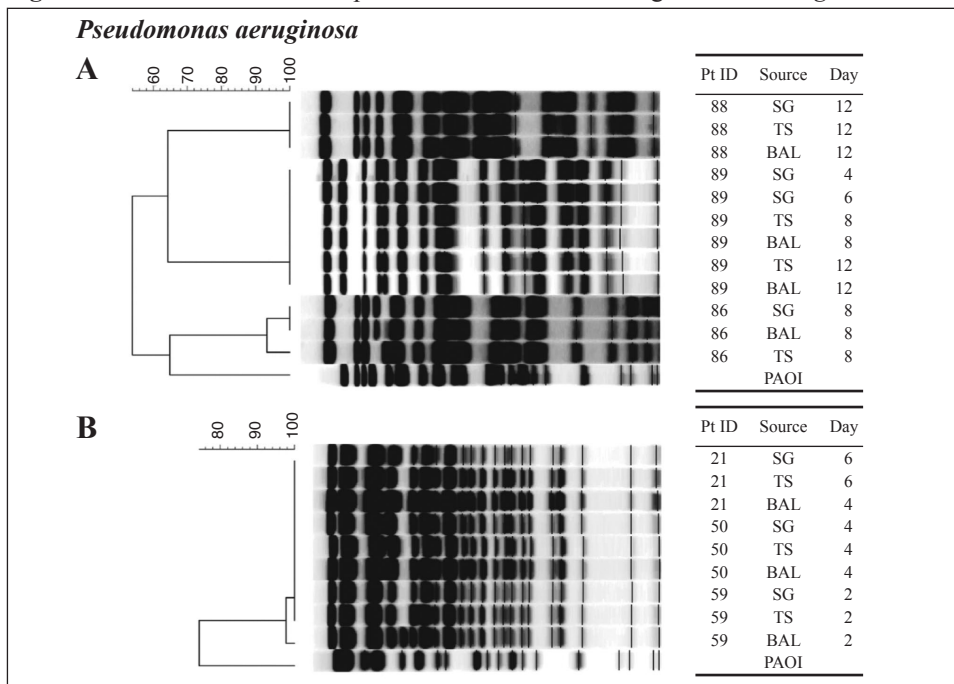 Pseudomonas aeruginosa
A
60
70
80
90
100
Pt ID Source Day
88 SG 12
88 TS 12
88 BAL 12
89 SG 4
89 SG 6
89 TS 8
89 BAL 8
89 TS 12
89 BAL 12
86 SG 8
86 BAL 8
86 TS 8
PAOI
B
80
90
100
Pt ID Source Day
21 SG 6
21 TS 6
21 BAL 4
50 SG 4
50 TS 4
50 BAL 4
59 SG 2
59 TS 2
59 BAL 2
PAOI